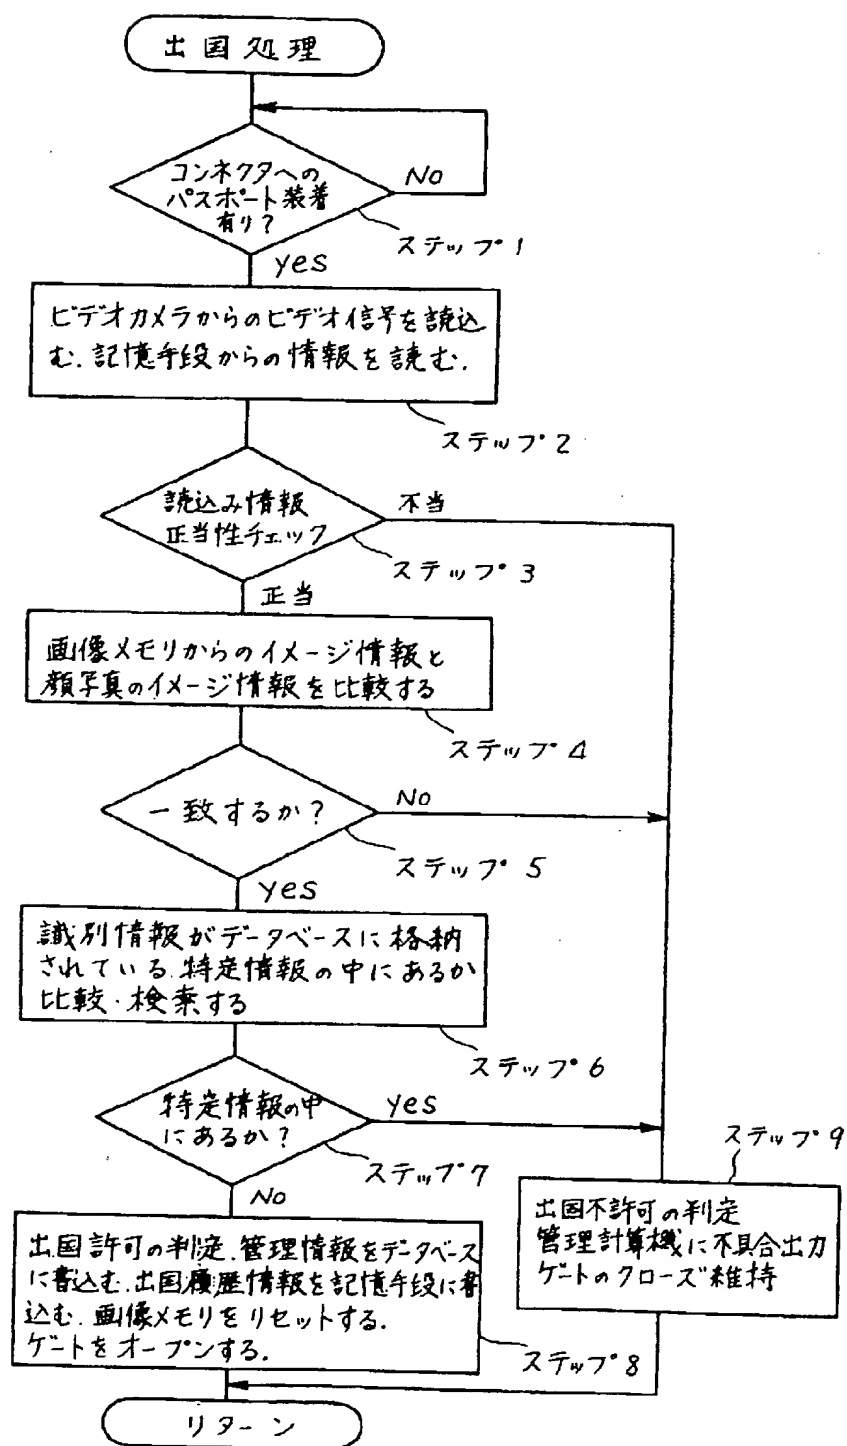 出国処理
コンネクタへの
パスポート装着
有り?
No
ステップ1
yes
ビデオカメラからのビデオ信号を読込
む.記憶手段からの情報を読む.
ステップ2
読込み情報
正当性チェック
不当
ステップ3
正当
画像メモリからのイメージ情報と
顔写真のイメージ情報を比較する
ステップ4
一致するか?
No
ステップ5
yes
識別情報がデータベースに格納
されている.特定情報の中にあるか
比較・検索する
ステップ6
特定情報の中
にあるか?
yes
ステップ7
No
ステップ9
出国不許可の判定
管理計算機に不具合出力
ゲートのクローズ維持
出国許可の判定.管理情報をデータベース
に書込む.出国履歴情報を記憶手段に書
込む.画像メモリをリセットする.
ゲートをオープンする.
ステップ8
リターン